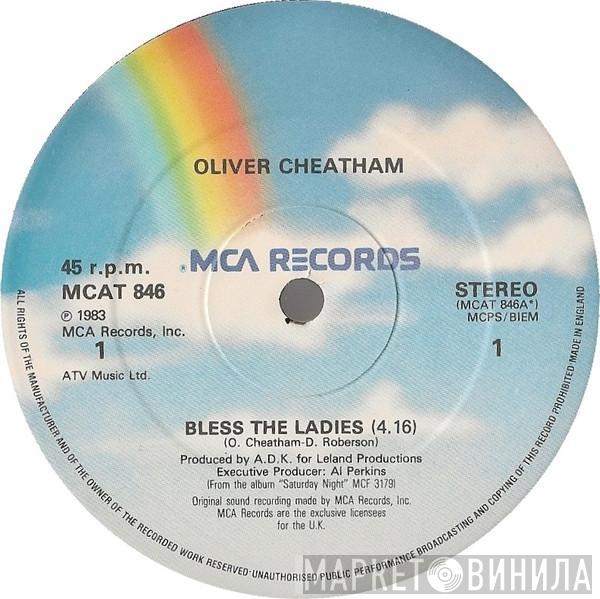 OLIVER CHEATHAM
® MCA RECORDS
45 r.p.m.
MCAT 846
℗ 1983
MCA Records, Inc.
1
ATV Music Ltd.
STEREO
(MCAT 846A*)
MCPS/BIEM
1
BLESS THE LADIES (4.16)
(O. Cheatham-D. Roberson)
Produced by A.D.K. for Leland Productions
Executive Producer: Al Perkins
(From the album "Saturday Night" MCF 3179)
Original sound recording made by MCA Records, Inc.
MCA Records are the exclusive licensees
for the U.K.
ALL RIGHTS OF THE MANUFACTURER AND OF THE OWNER OF THE RECORDED WORK RESERVED·UNAUTHORISED PUBLIC PERFORMANCE BROADCASTING AND COPYING OF THIS RECORD PROHIBITED·MADE IN ENGLAND
МАРКЕТ ВИНИЛА